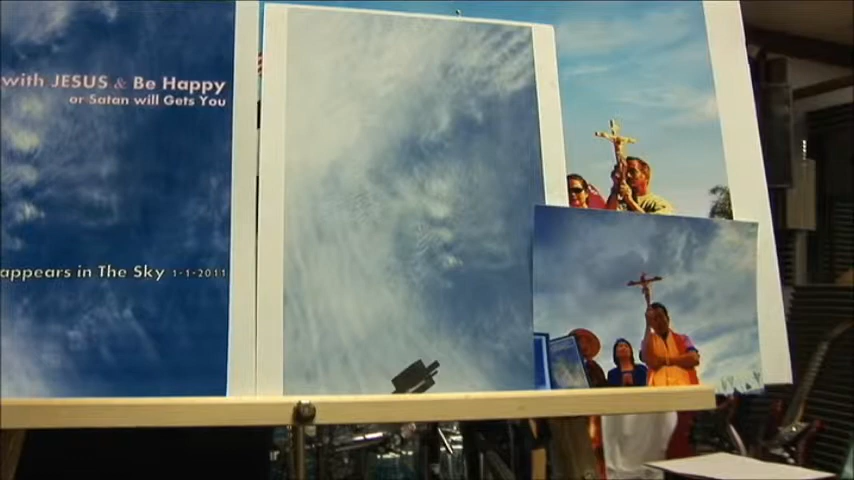 with JESUS & Be Happy
or Satan will Gets You
appears in The Sky 1-1-2011